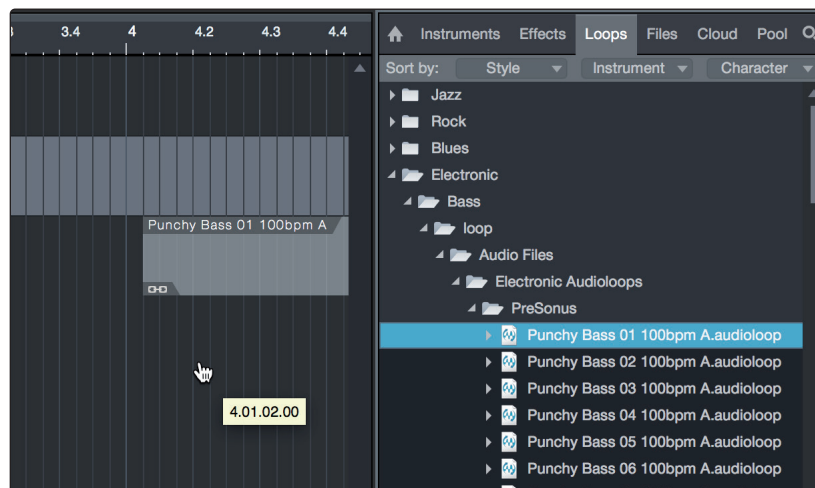 3.4 4 4.2 4.3 4.4
Punchy Bass 01 100bpm A
4.01.02.00
Instruments Effects Loops Files Cloud Pool
Sort by: Style Instrument Character
Jazz
Rock
Blues
Electronic
Bass
loop
Audio Files
Electronic Audioloops
PreSonus
Punchy Bass 01 100bpm A.audioloop
Punchy Bass 02 100bpm A.audioloop
Punchy Bass 03 100bpm A.audioloop
Punchy Bass 04 100bpm A.audioloop
Punchy Bass 05 100bpm A.audioloop
Punchy Bass 06 100bpm A.audioloop